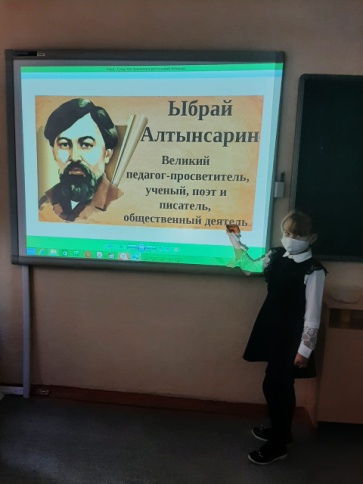 Ыбрай
Алтынсарин
Великий
педагог-просветитель,
ученый, поэт и
писатель,
общественный деятель